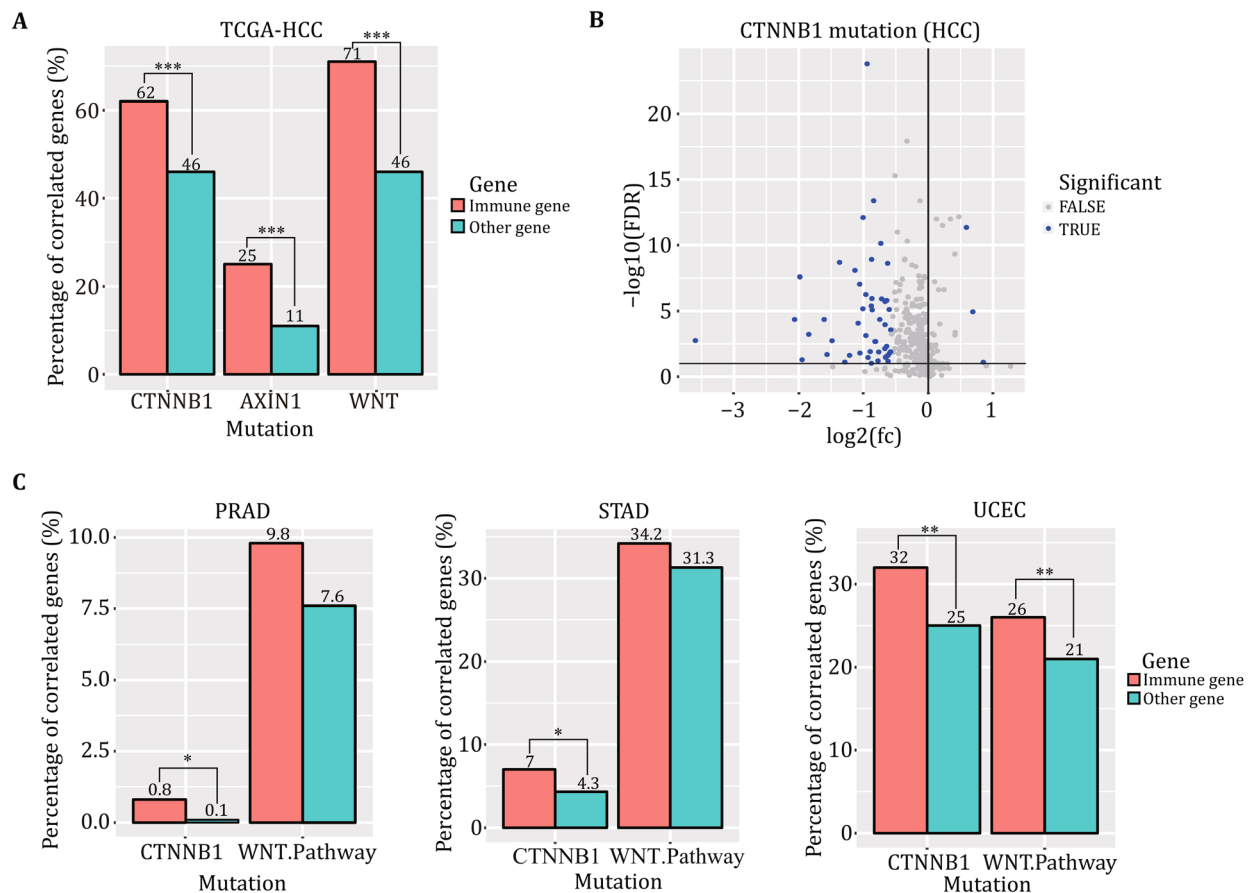 A
TCGA-HCC
Percentage of correlated genes (%)
60
40
20
0
62
***
46
25
***
11
71
***
46
CTNNB1
AXIN1
WNT
Mutation
Gene
Immune gene
Other gene
B
CTNNB1 mutation (HCC)
−log10(FDR)
20
15
10
5
0
−3
−2
−1
0
1
log2(fc)
Significant
FALSE
TRUE
C
PRAD
Percentage of correlated genes (%)
10.0
7.5
5.0
2.5
0.0
0.8
*
0.1
9.8
7.6
CTNNB1
WNT.Pathway
Mutation
STAD
Percentage of correlated genes (%)
30
20
10
0
7
*
4.3
34.2
31.3
CTNNB1
WNT.Pathway
Mutation
UCEC
Percentage of correlated genes (%)
30
20
10
0
32
**
25
26
**
21
CTNNB1
WNT.Pathway
Mutation
Gene
Immune gene
Other gene